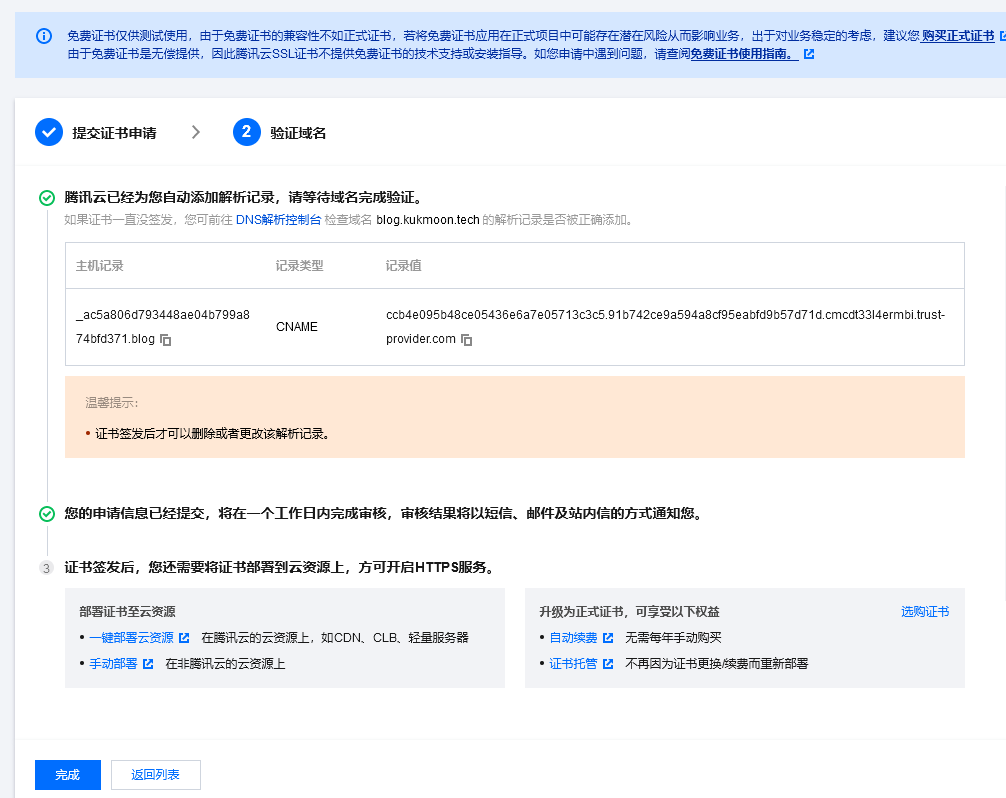 免费证书仅供测试使用，由于免费证书的兼容性不如正式证书，若将免费证书应用在正式项目中可能存在潜在风险从而影响业务，出于对业务稳定的考虑，建议您 购买正式证书
由于免费证书是无偿提供，因此腾讯云SSL证书不提供免费证书的技术支持或安装指导。如您申请中遇到问题，请查阅免费证书使用指南。
提交证书申请
2 验证域名
腾讯云已经为您自动添加解析记录，请等待域名完成验证。
如果证书一直没签发，您可前往 DNS解析控制台 检查域名 blog.kukmoon.tech 的解析记录是否被正确添加。
主机记录 记录类型 记录值
_ac5a806d793448ae04b799a8
74bfd371.blog
CNAME
ccb4e095b48ce05436e6a7e05713c3c5.91b742ce9a594a8cf95eabfd9b57d71d.cmcdt33l4ermbi.trust-
provider.com
温馨提示：
• 证书签发后才可以删除或者更改该解析记录。
您的申请信息已经提交，将在一个工作日内完成审核，审核结果将以短信、邮件及站内信的方式通知您。
3 证书签发后，您还需要将证书部署到云资源上，方可开启HTTPS服务。
部署证书至云资源
• 一键部署云资源 在腾讯云的云资源上，如CDN、CLB、轻量服务器
• 手动部署 在非腾讯云的云资源上
升级为正式证书，可享受以下权益 选购证书
• 自动续费 无需每年手动购买
• 证书托管 不再因为证书更换/续费而重新部署
完成 返回列表